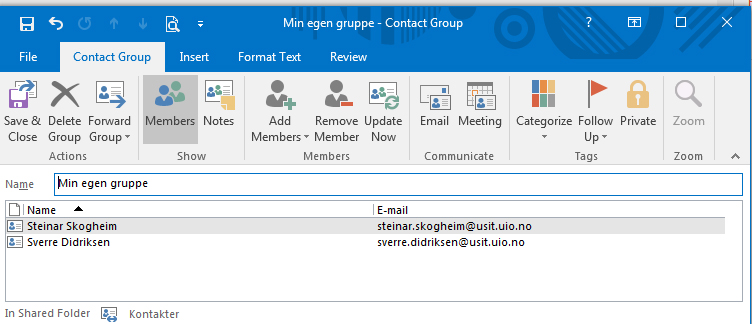 Min egen gruppe - Contact Group
?
File Contact Group Insert Format Text Review
Save & Delete Forward Members Notes Add Remove Update Email Meeting Categorize Follow Private Zoom
Close Group Group Members Member Now Up
Actions Show Members Communicate Tags Zoom
Name Min egen gruppe
Name E-mail
Steinar Skogheim steinar.skogheim@usit.uio.no
Sverre Didriksen sverre.didriksen@usit.uio.no
In Shared Folder Kontakter